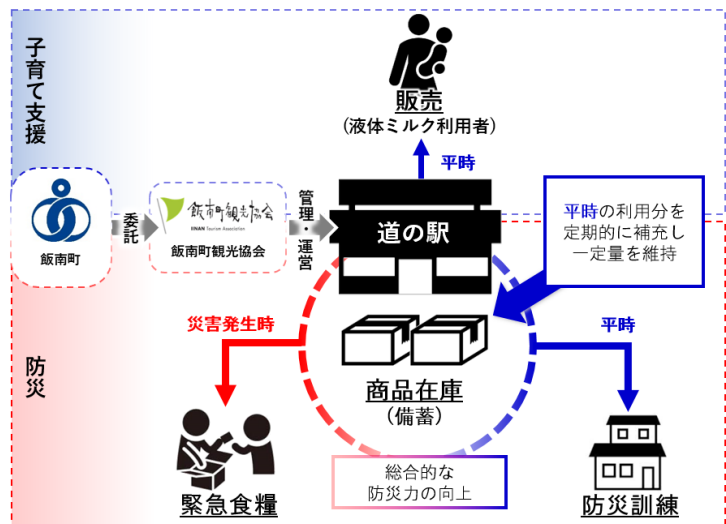 子育て支援
販売
(液体ミルク利用者)
平時
飯南町
委託
飯南町観光協会
IINAN Tourism Association
飯南町観光協会
管理・運営
道の駅
平時の利用分を
定期的に補充し
一定量を維持
防災
災害発生時
平時
商品在庫
(備蓄)
緊急食糧
総合的な
防災力の向上
防災訓練